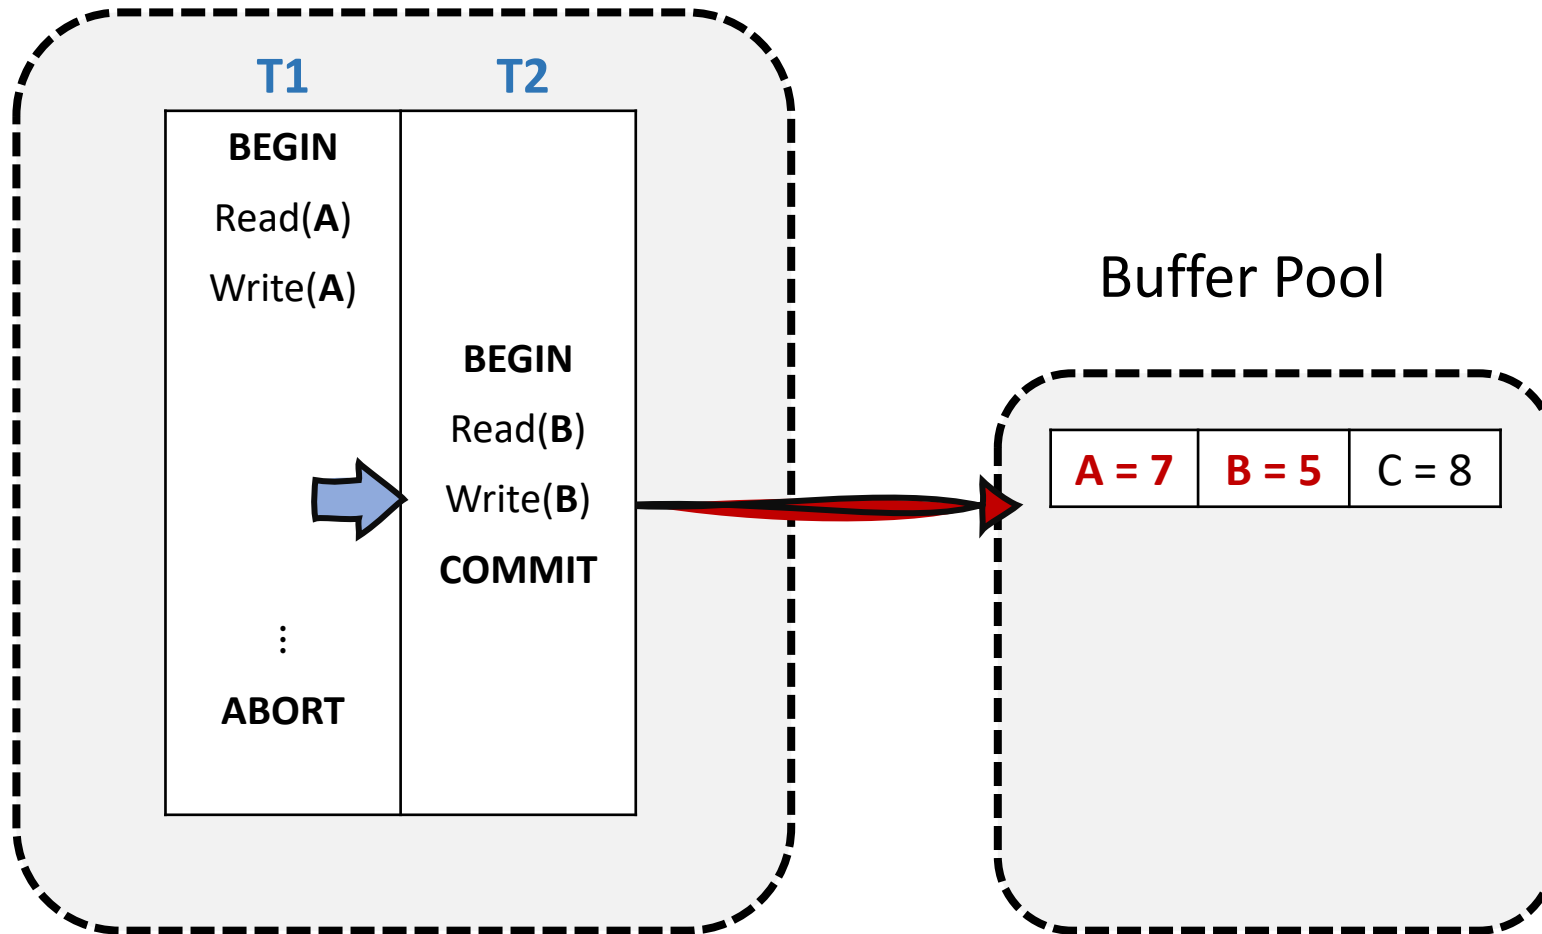 T1 T2
BEGIN
Read(A)
Write(A)
BEGIN
Read(B)
Write(B)
COMMIT
⋮
ABORT
Buffer Pool
A = 7 B = 5 C = 8